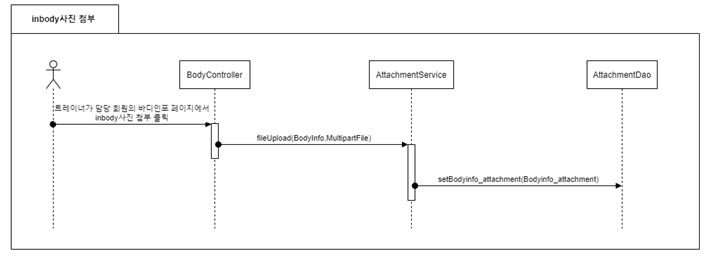 inbody사진 첨부
BodyController
AttachmentService
AttachmentDao
트레이너가 담당 회원의 바디인포 페이지에서
inbody사진 첨부 클릭
fileUpload(BodyInfo,MultipartFile)
setBodyinfo_attachment(Bodyinfo_attachment)